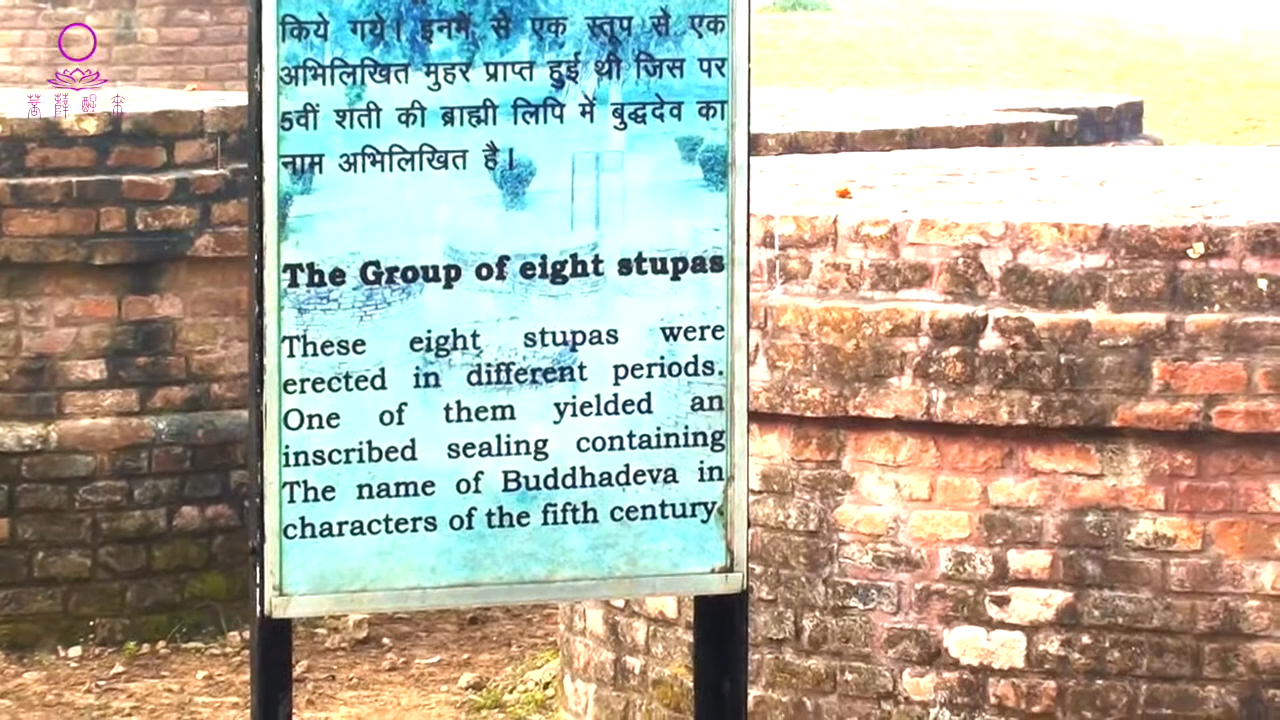 किये गये। इनमें से एक स्तूप से एक
अभिलिखित मुहर प्राप्त हुई थी जिस पर
5वीं शती की ब्राह्मी लिपि में बुद्धदेव का
नाम अभिलिखित है।
The Group of eight stupas
These eight stupas were
erected in different periods.
One of them yielded an
inscribed sealing containing
The name of Buddhadeva in
characters of the fifth century.